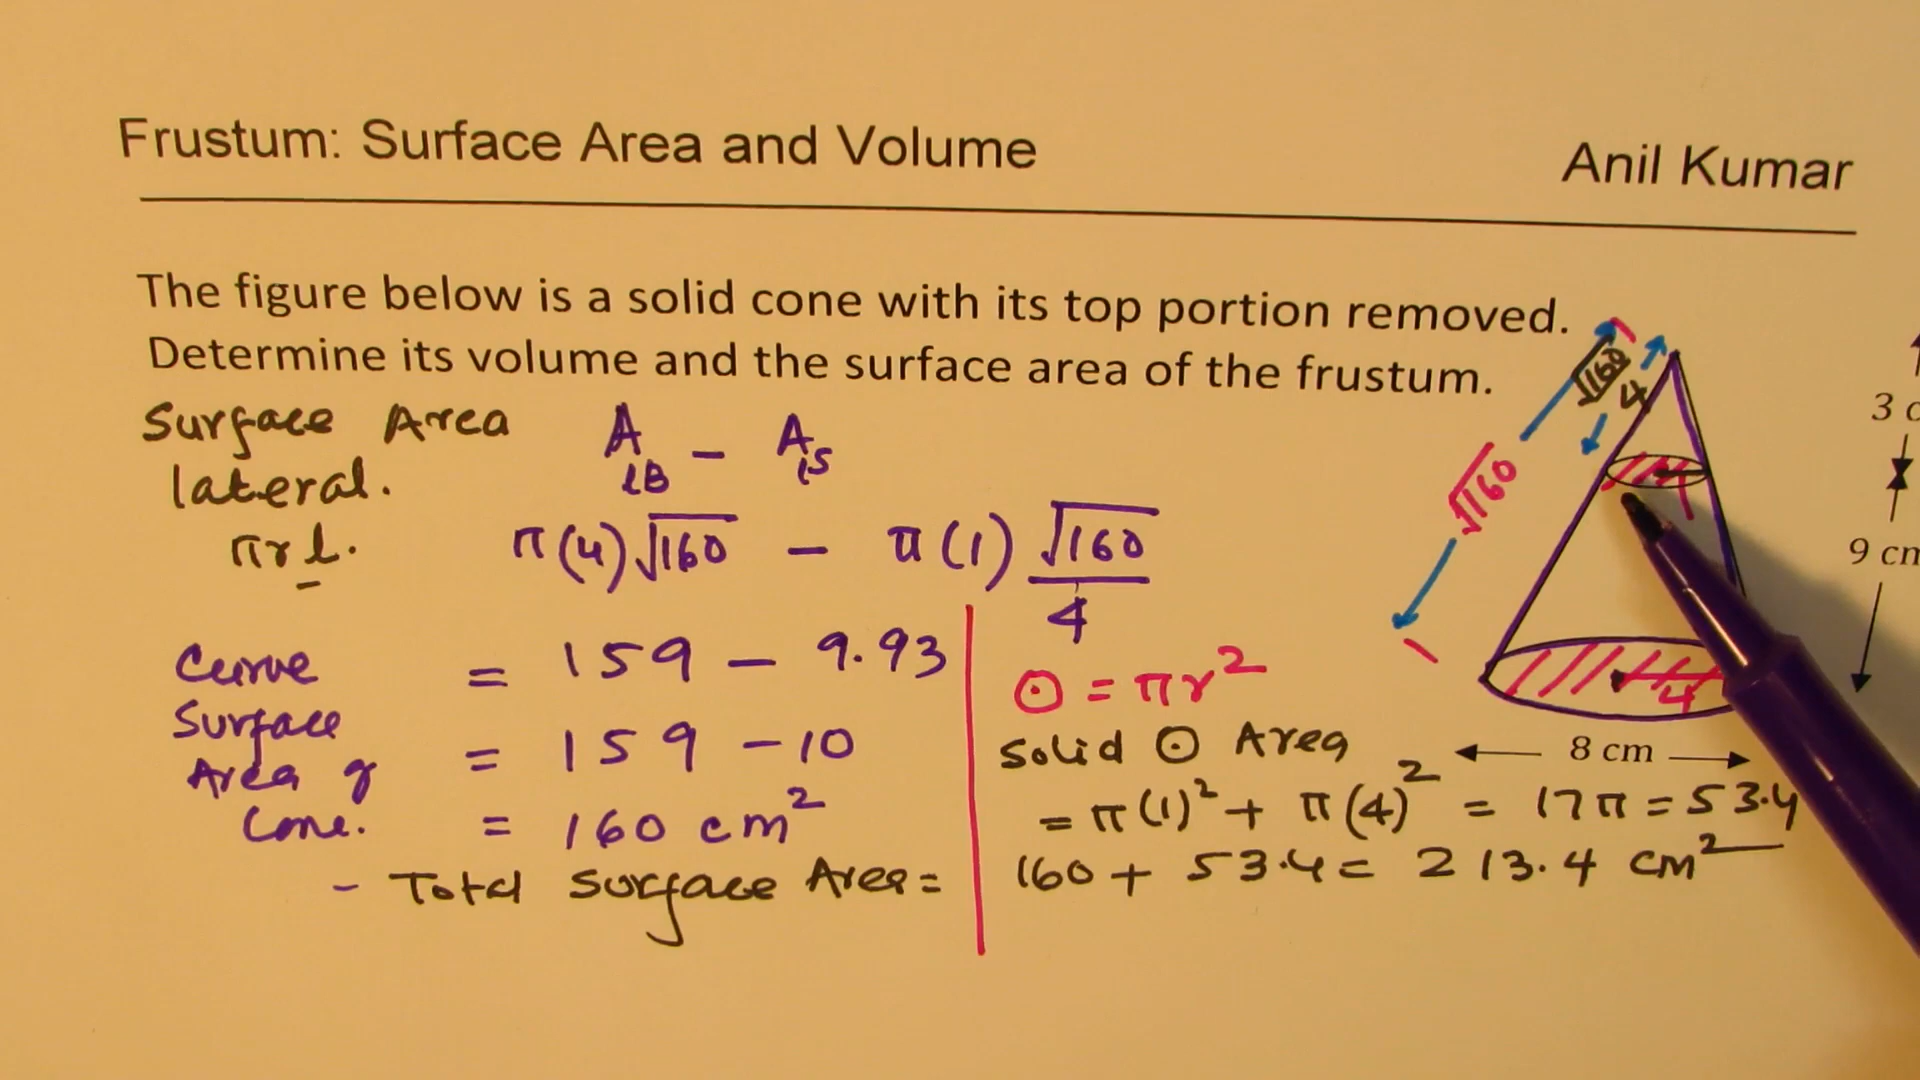 Frustum: Surface Area and Volume
Anil Kumar
The figure below is a solid cone with its top portion removed.
Determine its volume and the surface area of the frustum.
Surface Area lateral.
πrl.
A_lB − A_ls
π(4)√160 − π(1) √160/4
Curve Surface Area of Cone.
= 159 − 9.93
= 159 − 10
= 160 cm²
⊙ = πr²
Solid ⊙ Area
= π(1)² + π(4)² = 17π = 53.4
− Total Surface Area = 160 + 53.4 = 213.4 cm²
√160
4
√160
4
3 c
9 cm
8 cm